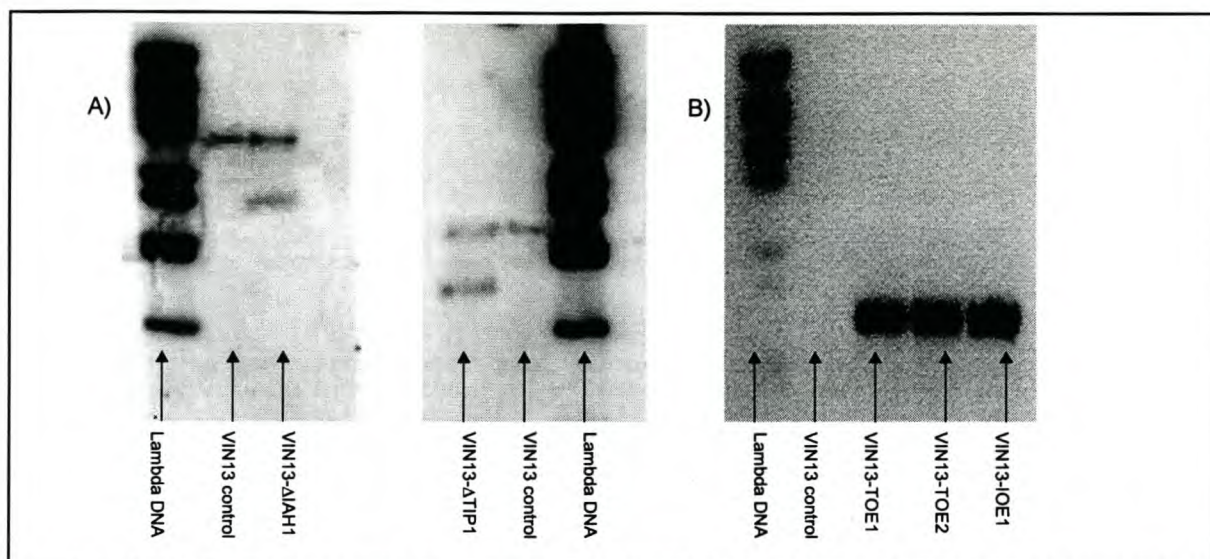 A)
B)
Lambda DNA
VIN13 control
VIN13-ΔIAH1
VIN13-ΔTIP1
VIN13 control
Lambda DNA
Lambda DNA
VIN13 control
VIN13-TOE1
VIN13-TOE2
VIN13-IOE1